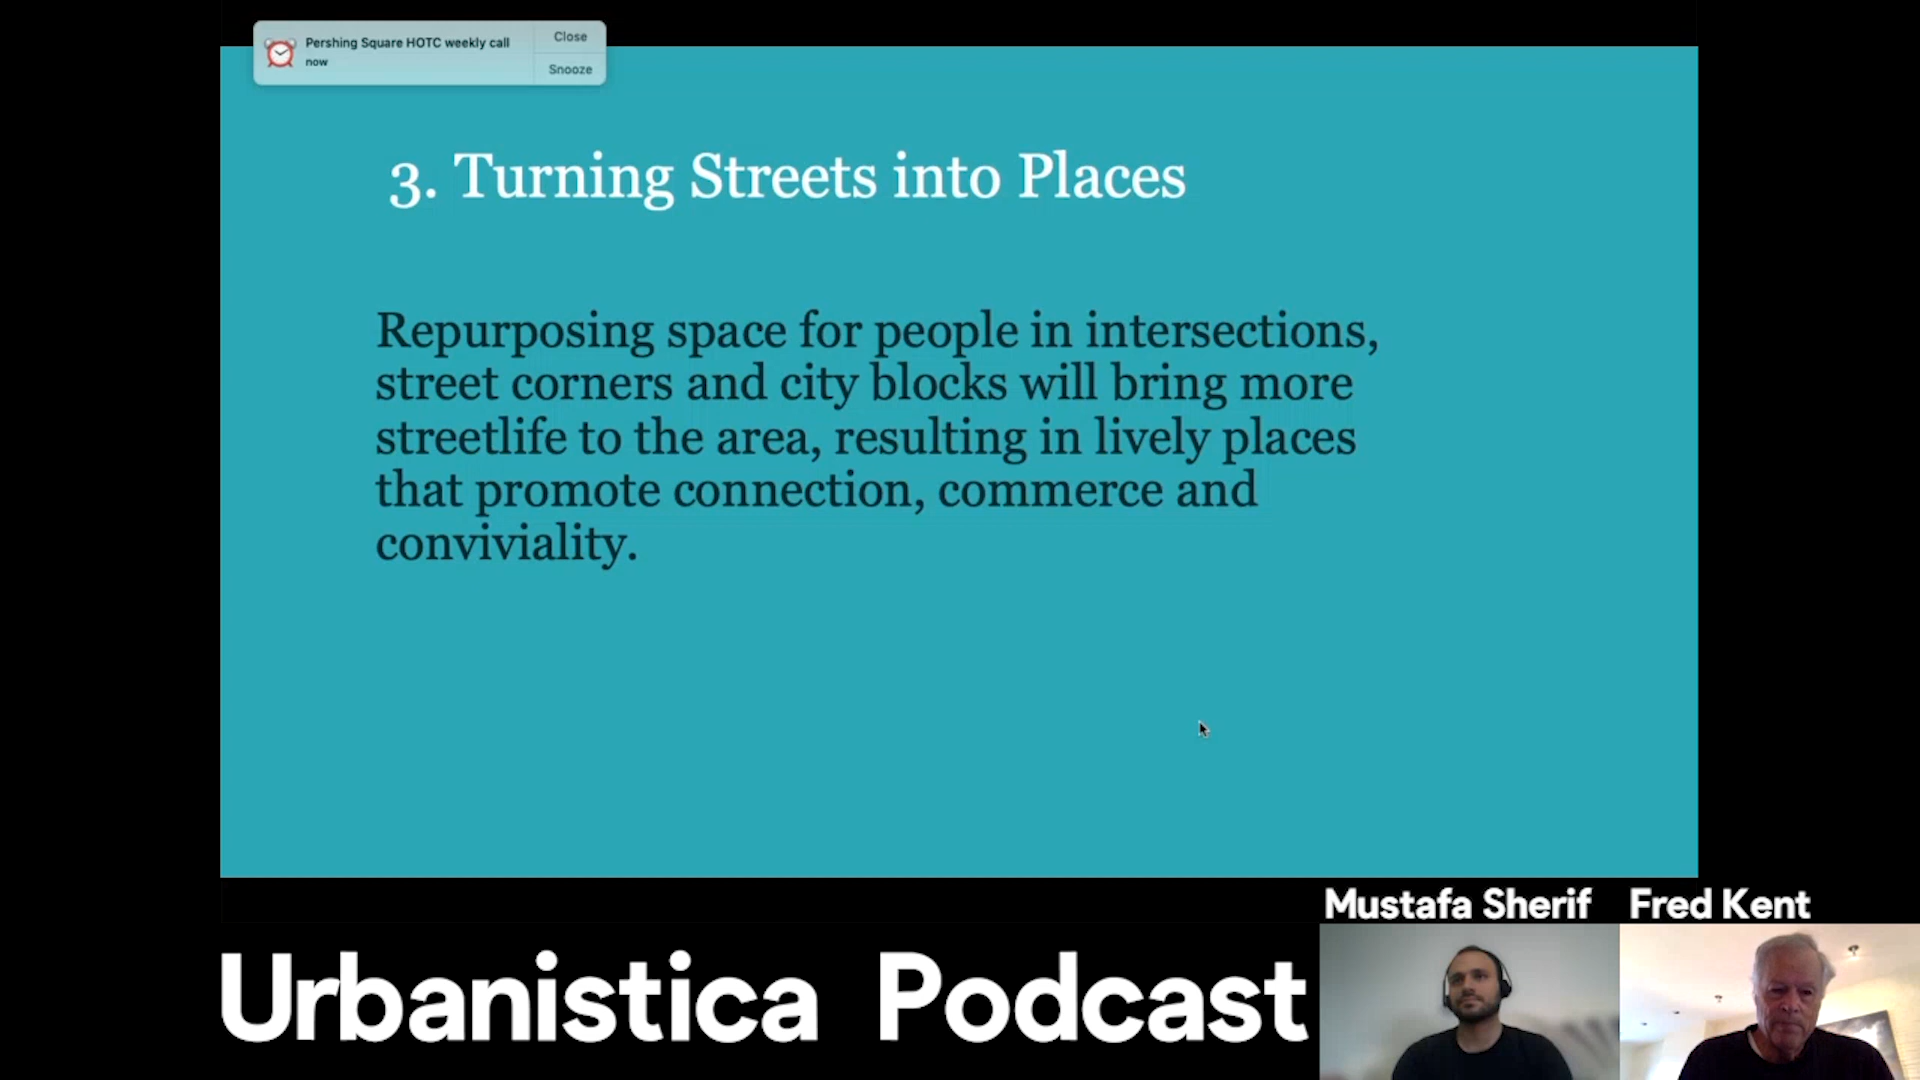 Pershing Square HOTC weekly call
now
Close
Snooze
3. Turning Streets into Places
Repurposing space for people in intersections,
street corners and city blocks will bring more
streetlife to the area, resulting in lively places
that promote connection, commerce and
conviviality.
Mustafa Sherif
Fred Kent
Urbanistica Podcast